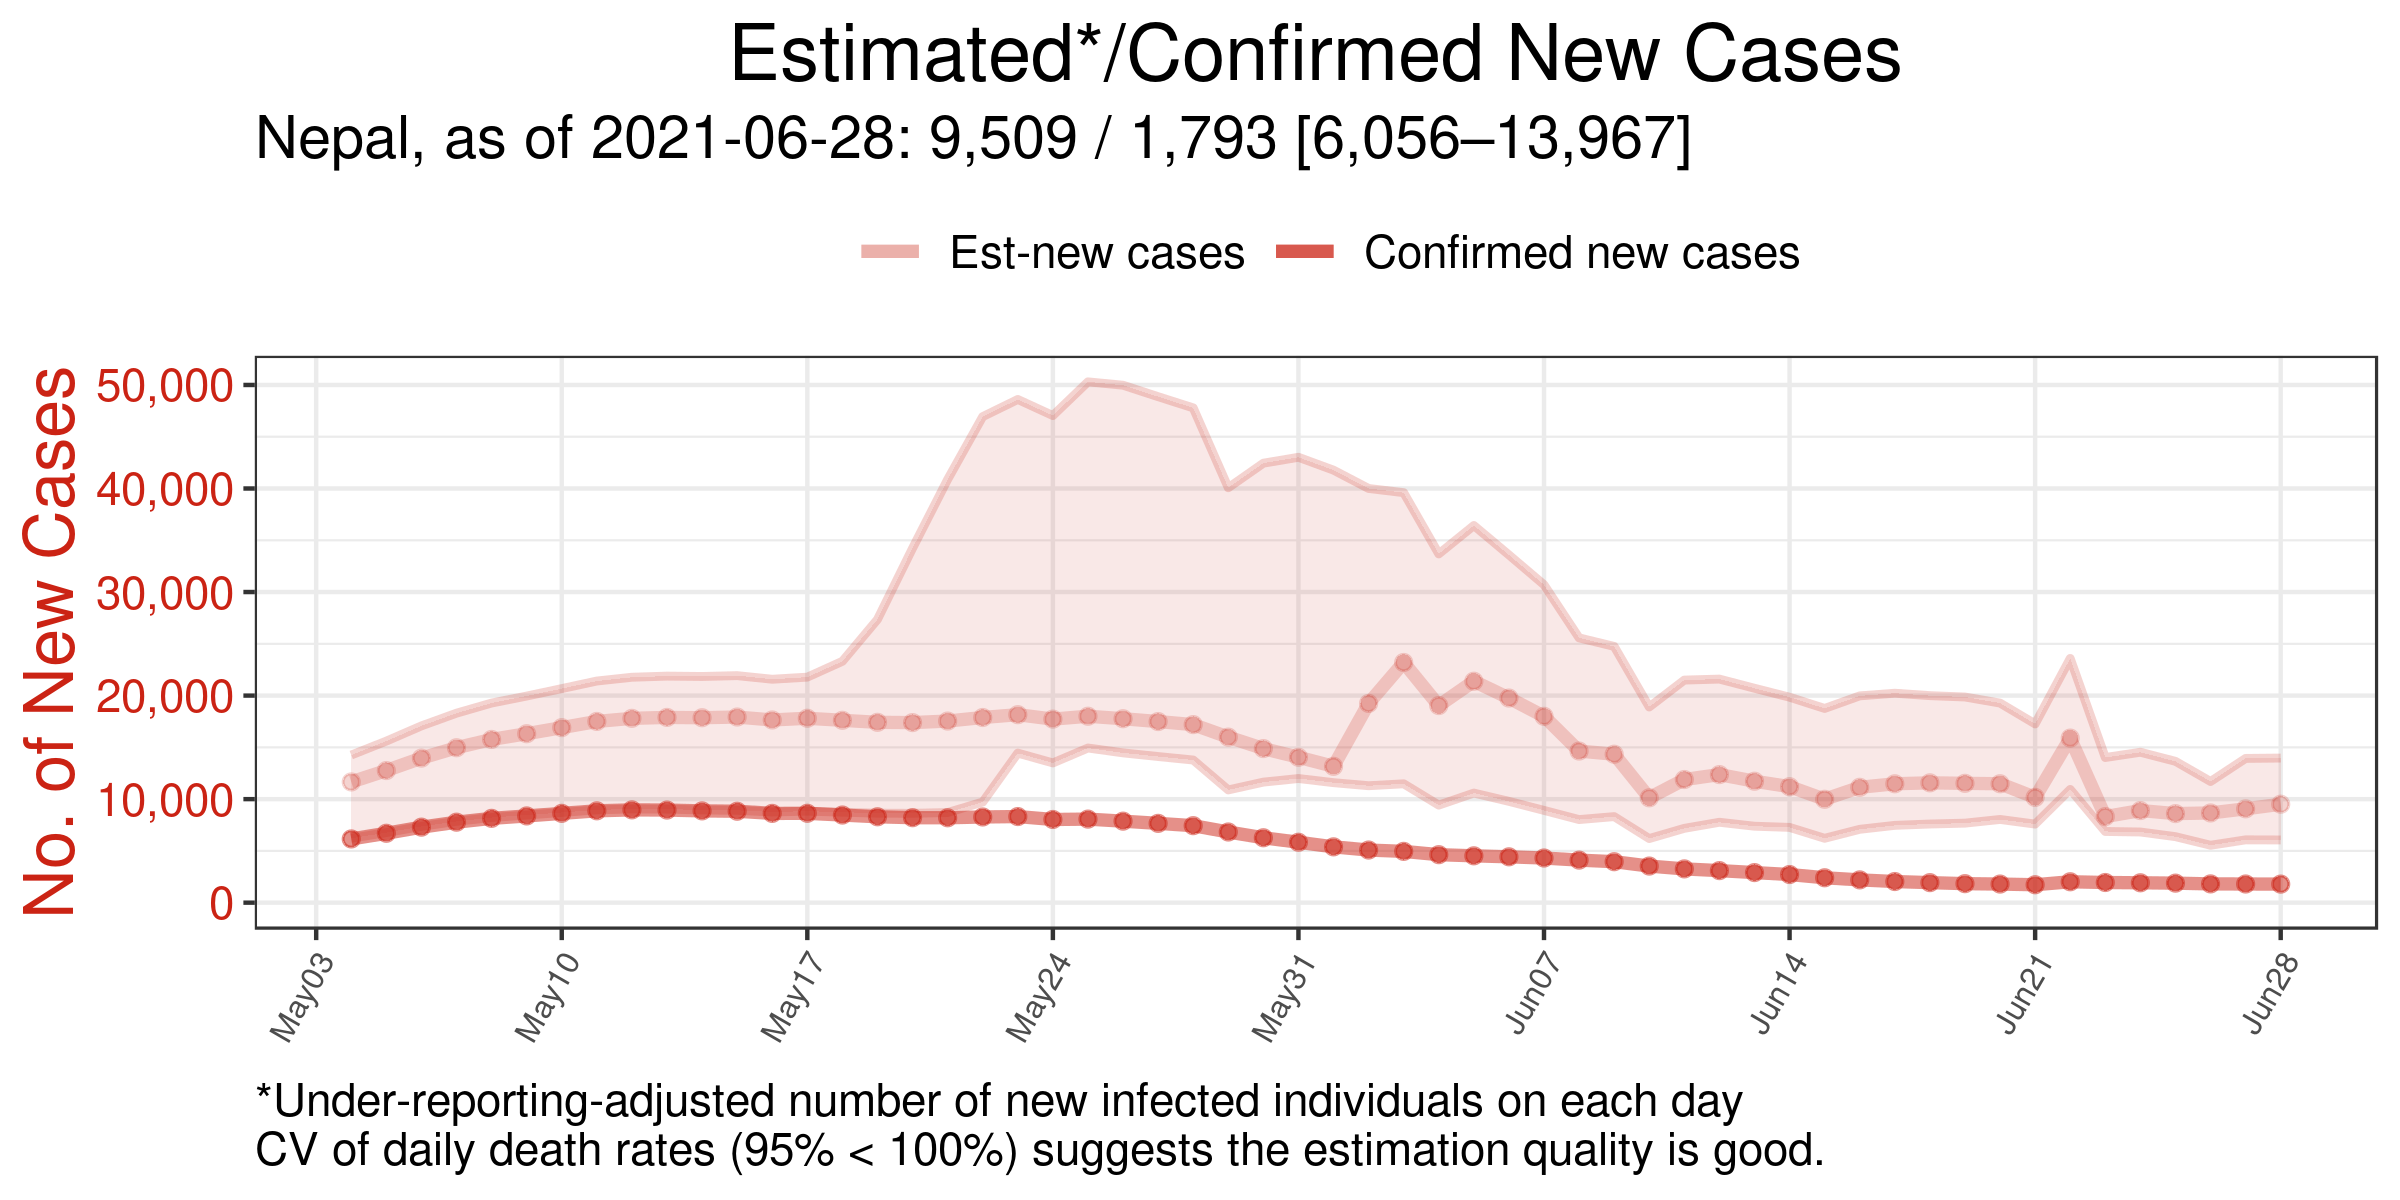 Estimated*/Confirmed New Cases
Nepal, as of 2021-06-28: 9,509 / 1,793 [6,056–13,967]
Est-new cases Confirmed new cases
No. of New Cases
50,000
40,000
30,000
20,000
10,000
0
May03 May10 May17 May24 May31 Jun07 Jun14 Jun21 Jun28
*Under-reporting-adjusted number of new infected individuals on each day
CV of daily death rates (95% < 100%) suggests the estimation quality is good.